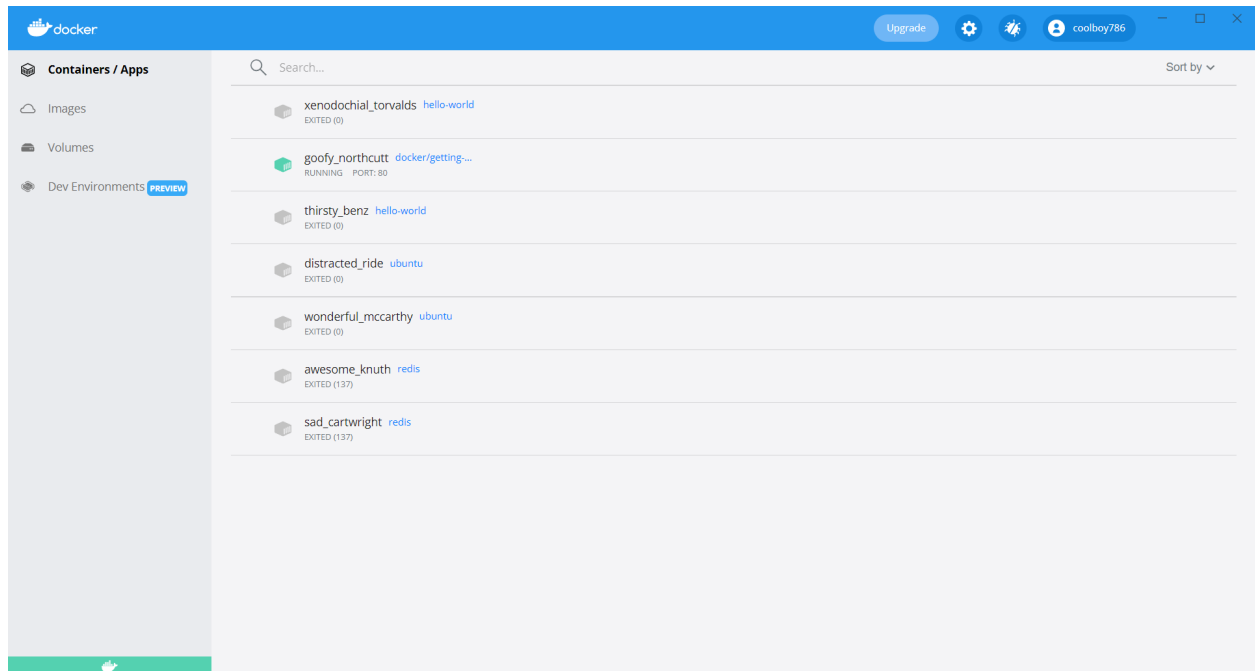 docker
Upgrade
coolboy786
Containers / Apps
Images
Volumes
Dev Environments PREVIEW
Search...
Sort by
xenodochial_torvalds hello-world
EXITED (0)
goofy_northcutt docker/getting-...
RUNNING PORT: 80
thirsty_benz hello-world
EXITED (0)
distracted_ride ubuntu
EXITED (0)
wonderful_mccarthy ubuntu
EXITED (0)
awesome_knuth redis
EXITED (137)
sad_cartwright redis
EXITED (137)